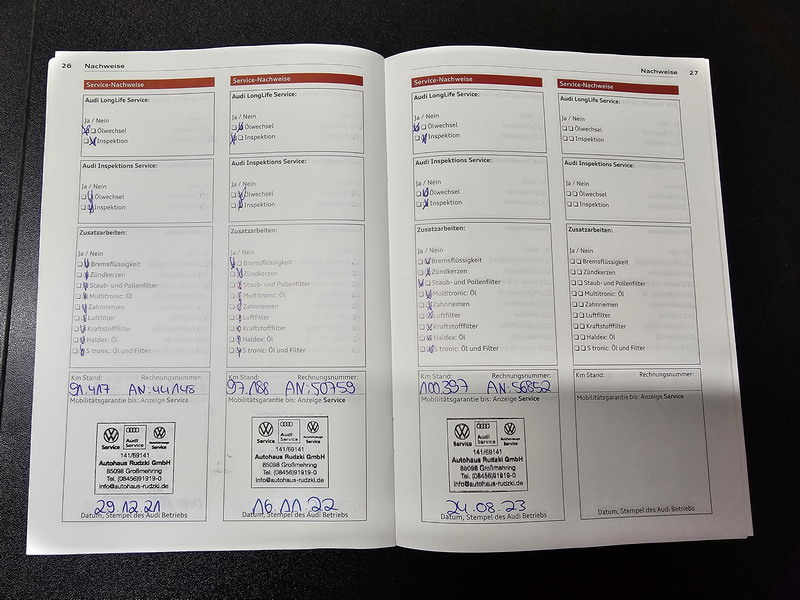 26 Nachweise
Service-Nachweise
Audi LongLife Service:
Ja / Nein
Ölwechsel
Inspektion
Audi Inspektions Service:
Ja / Nein
Ölwechsel
Inspektion
Zusatzarbeiten:
Ja / Nein
Bremsflüssigkeit
Zündkerzen
Staub- und Pollenfilter
Multitronic: Öl
Zahnriemen
Luftfilter
Kraftstofffilter
Haldex: Öl
S tronic: Öl und Filter
Km Stand: Rechnungsnummer:
91.417 AN:44148
Mobilitätsgarantie bis: Anzeige Service
Service Audi Service
141/69141
Autohaus Rudzki GmbH
85098 Großmehring
Tel. (08456)91919-0
info@autohaus-rudzki.de
29.12.21
Datum, Stempel des Audi Betriebs
Service-Nachweise
Audi LongLife Service:
Ja / Nein
Ölwechsel
Inspektion
Audi Inspektions Service:
Ja / Nein
Ölwechsel
Inspektion
Zusatzarbeiten:
Ja / Nein
Bremsflüssigkeit
Zündkerzen
Staub- und Pollenfilter
Multitronic: Öl
Zahnriemen
Luftfilter
Kraftstofffilter
Haldex: Öl
S tronic: Öl und Filter
Km Stand: Rechnungsnummer:
97.188 AN:50759
Mobilitätsgarantie bis: Anzeige Service
Service Audi Service
141/69141
Autohaus Rudzki GmbH
85098 Großmehring
Tel. (08456)91919-0
info@autohaus-rudzki.de
16.11.22
Datum, Stempel des Audi Betriebs
Nachweise 27
Service-Nachweise
Audi LongLife Service:
Ja / Nein
Ölwechsel
Inspektion
Audi Inspektions Service:
Ja / Nein
Ölwechsel
Inspektion
Zusatzarbeiten:
Ja / Nein
Bremsflüssigkeit
Zündkerzen
Staub- und Pollenfilter
Multitronic: Öl
Zahnriemen
Luftfilter
Kraftstofffilter
Haldex: Öl
S tronic: Öl und Filter
Km Stand: Rechnungsnummer:
100.397 AN:56852
Mobilitätsgarantie bis: Anzeige Service
Service Audi Service
141/69141
Autohaus Rudzki GmbH
85098 Großmehring
Tel. (08456)91919-0
info@autohaus-rudzki.de
24.08.23
Datum, Stempel des Audi Betriebs
Service-Nachweise
Audi LongLife Service:
Ja / Nein
Ölwechsel
Inspektion
Audi Inspektions Service:
Ja / Nein
Ölwechsel
Inspektion
Zusatzarbeiten:
Ja / Nein
Bremsflüssigkeit
Zündkerzen
Staub- und Pollenfilter
Multitronic: Öl
Zahnriemen
Luftfilter
Kraftstofffilter
Haldex: Öl
S tronic: Öl und Filter
Km Stand: Rechnungsnummer:
Mobilitätsgarantie bis: Anzeige Service
Datum, Stempel des Audi Betriebs